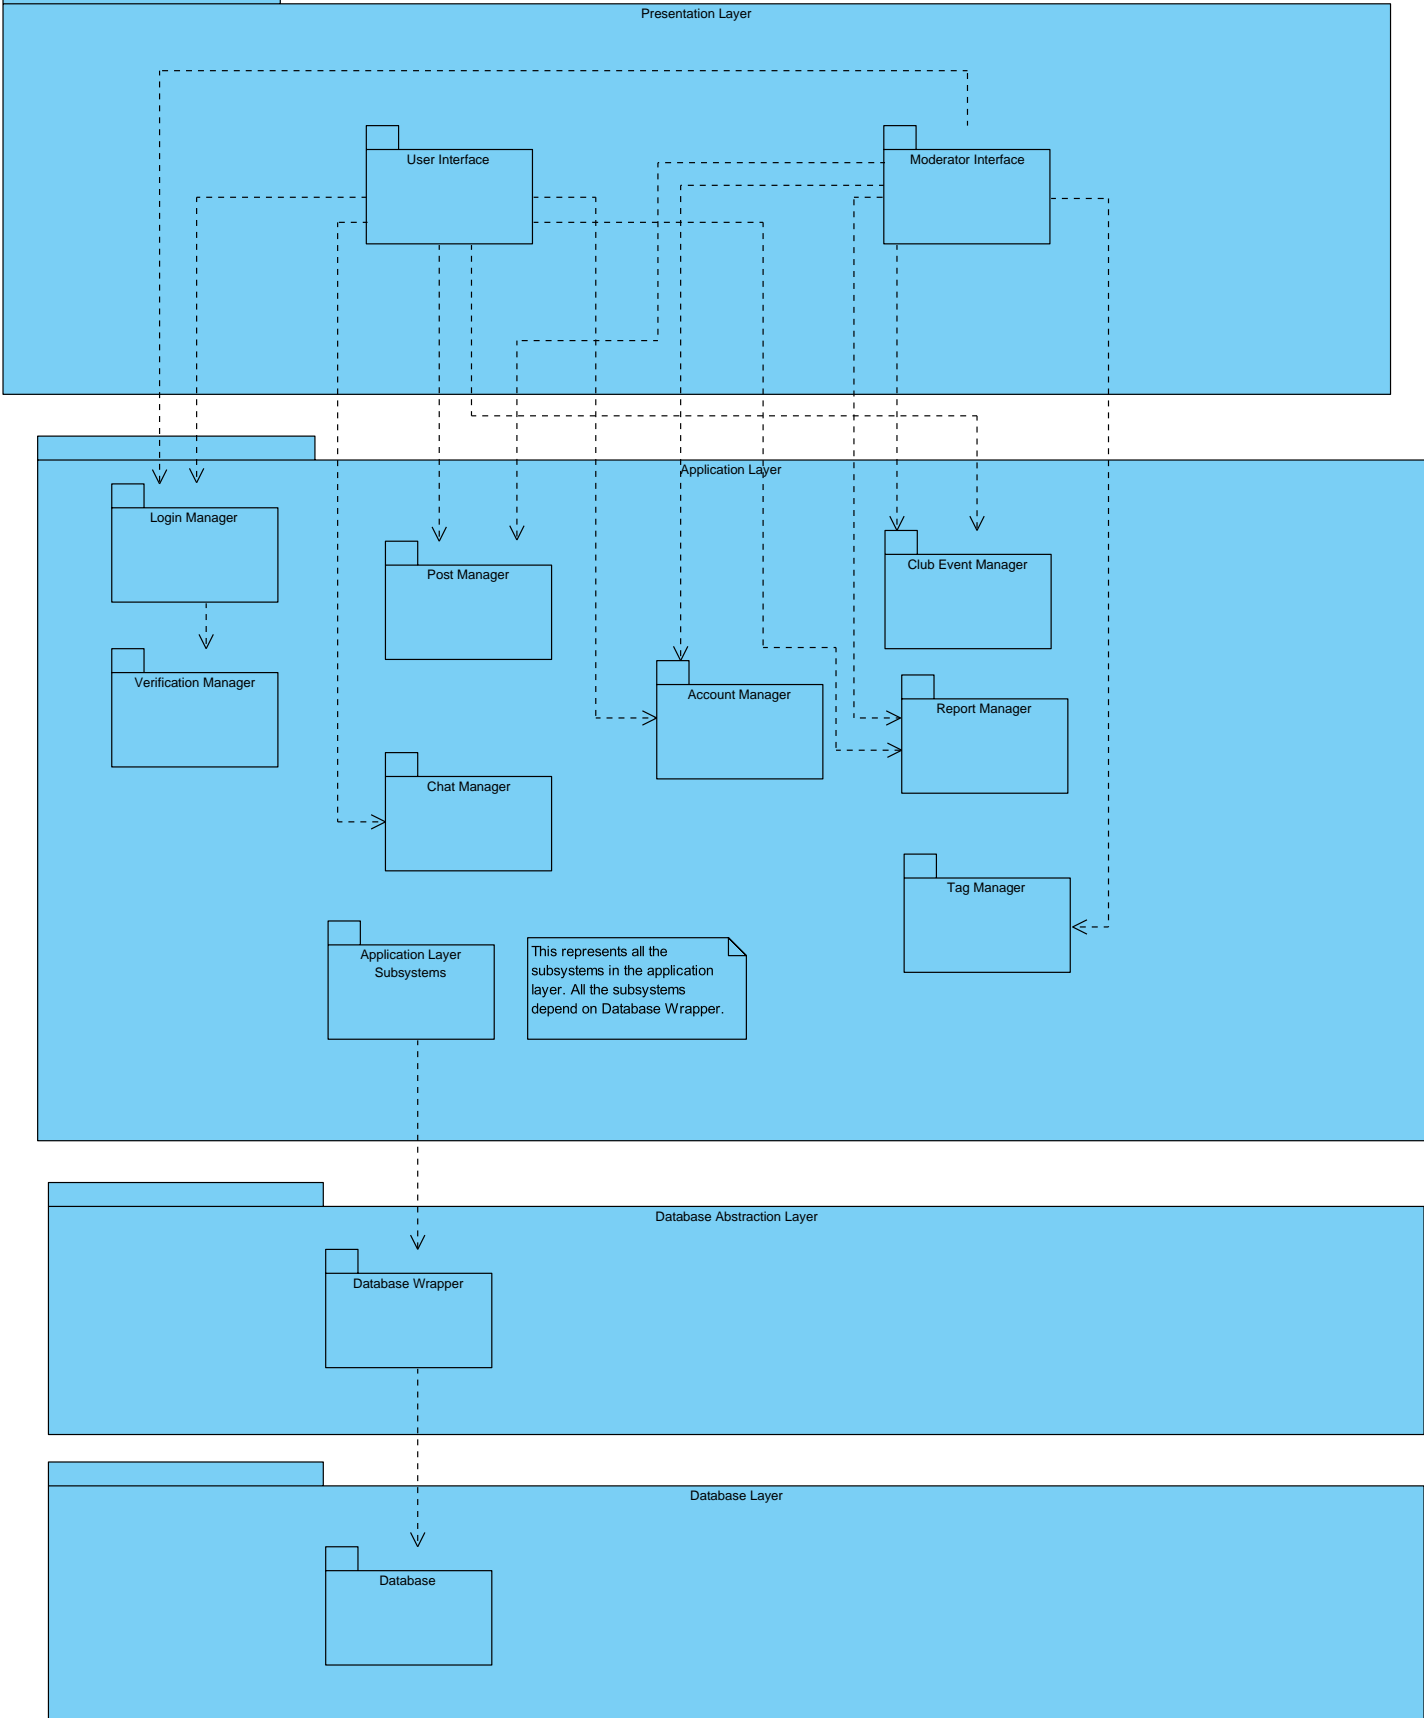 Presentation Layer
User Interface
Moderator Interface
Application Layer
Login Manager
Post Manager
Club Event Manager
Verification Manager
Account Manager
Report Manager
Chat Manager
Tag Manager
Application Layer
Subsystems
This represents all the
subsystems in the application
layer. All the subsystems
depend on Database Wrapper.
Database Abstraction Layer
Database Wrapper
Database Layer
Database